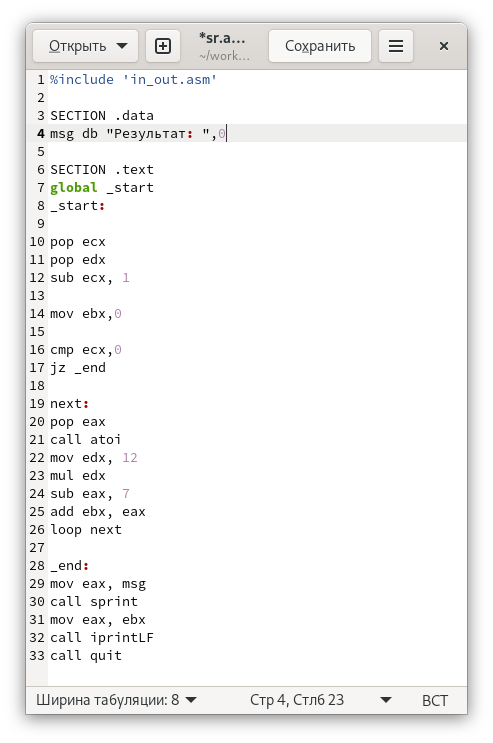 Открыть
*sr.a...
~/work...
Сохранить
1 %include 'in_out.asm'
2
3 SECTION .data
4 msg db "Результат: ",0
5
6 SECTION .text
7 global _start
8 _start:
9
10 pop ecx
11 pop edx
12 sub ecx, 1
13
14 mov ebx,0
15
16 cmp ecx,0
17 jz _end
18
19 next:
20 pop eax
21 call atoi
22 mov edx, 12
23 mul edx
24 sub eax, 7
25 add ebx, eax
26 loop next
27
28 _end:
29 mov eax, msg
30 call sprint
31 mov eax, ebx
32 call iprintLF
33 call quit
Ширина табуляции: 8
Стр 4, Стлб 23
ВСТ